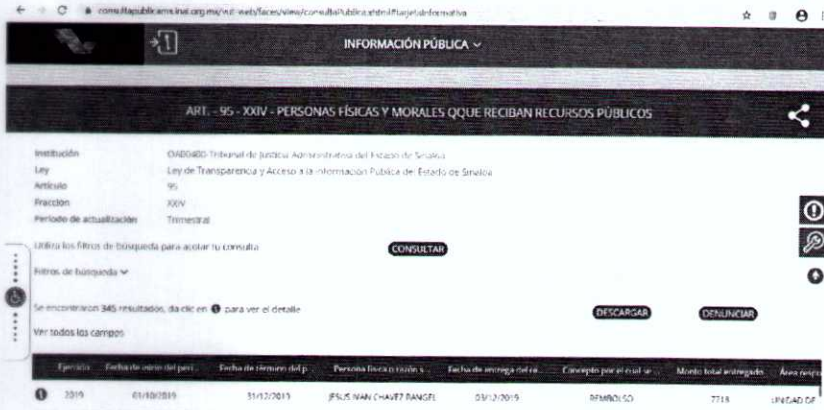 consultapublicamx.inai.org.mx/vut-web/faces/view/consultaPublica.xhtml#tarjetaInformativa
INFORMACIÓN PÚBLICA
ART. - 95 - XXIV - PERSONAS FÍSICAS Y MORALES QQUE RECIBAN RECURSOS PÚBLICOS
Institución OA00400-Tribunal de Justicia Administrativa del Estado de Sinaloa
Ley Ley de Transparencia y Acceso a la Información Pública del Estado de Sinaloa
Artículo 95
Fracción XXIV
Periodo de actualización Trimestral
Utiliza los filtros de búsqueda para acotar tu consulta CONSULTAR
Filtros de búsqueda
Se encontraron 345 resultados, da clic en para ver el detalle DESCARGAR DENUNCIAR
Ver todos los campos
Ejercicio Fecha de inicio del perí... Fecha de término del p... Persona física o razón s... Fecha de entrega del re... Concepto por el cual se ... Monto total entregado Área respo
2019 01/10/2019 31/12/2019 JESUS IVAN CHAVEZ RANGEL 03/12/2019 REMBOLSO 7718 UNIDAD DE